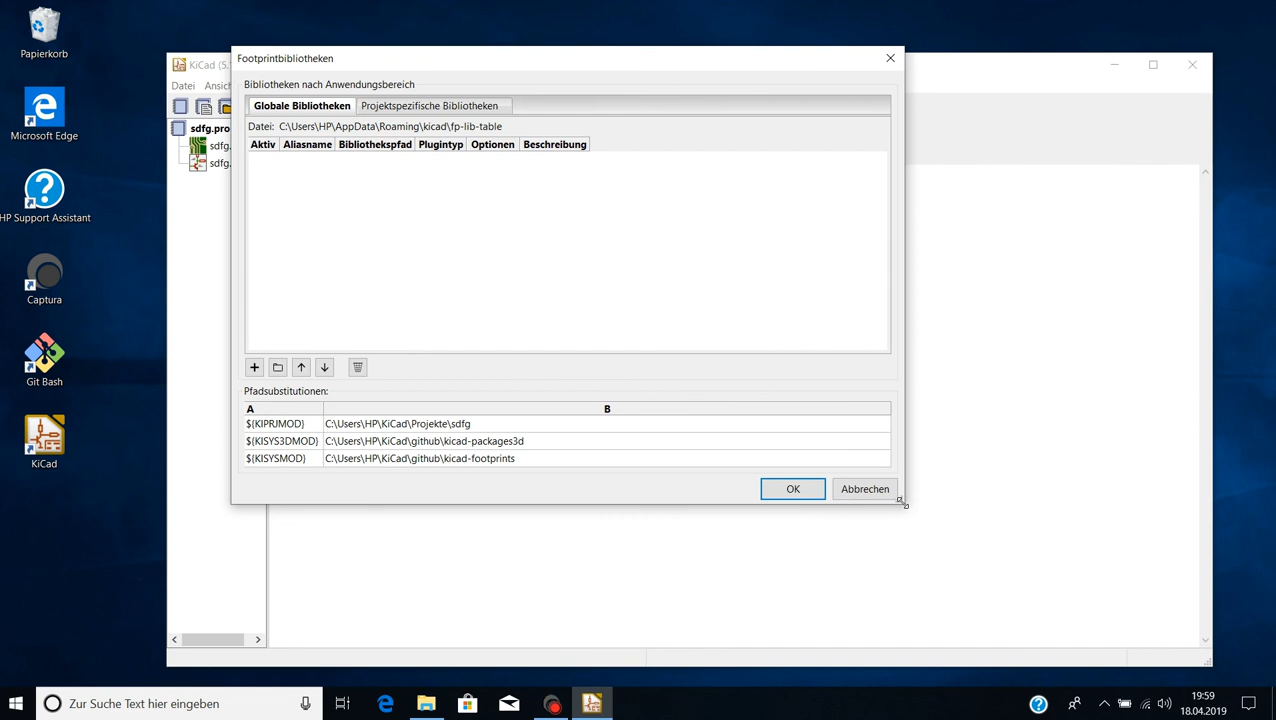 Papierkorb
Microsoft Edge
HP Support Assistant
Captura
Git Bash
KiCad
KiCad (5.
Datei Ansich
sdfg.pro
sdfg.
sdfg.
Footprintbibliotheken
Bibliotheken nach Anwendungsbereich
Globale Bibliotheken Projektspezifische Bibliotheken
Datei: C:\Users\HP\AppData\Roaming\kicad\fp-lib-table
Aktiv Aliasname Bibliothekspfad Plugintyp Optionen Beschreibung
Pfadsubstitutionen:
A B
${KIPRJMOD} C:\Users\HP\KiCad\Projekte\sdfg
${KISYS3DMOD} C:\Users\HP\KiCad\github\kicad-packages3d
${KISYSMOD} C:\Users\HP\KiCad\github\kicad-footprints
OK Abbrechen
Zur Suche Text hier eingeben
19:59
18.04.2019